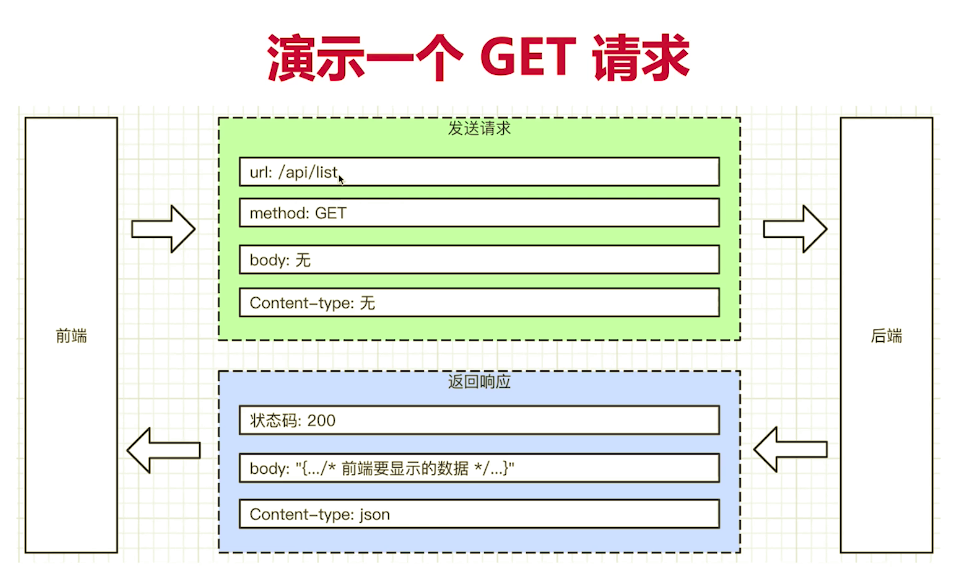 演示一个 GET 请求
发送请求
url: /api/list
method: GET
body: 无
Content-type: 无
前端
后端
返回响应
状态码: 200
body: "{.../* 前端要显示的数据 */...}"
Content-type: json